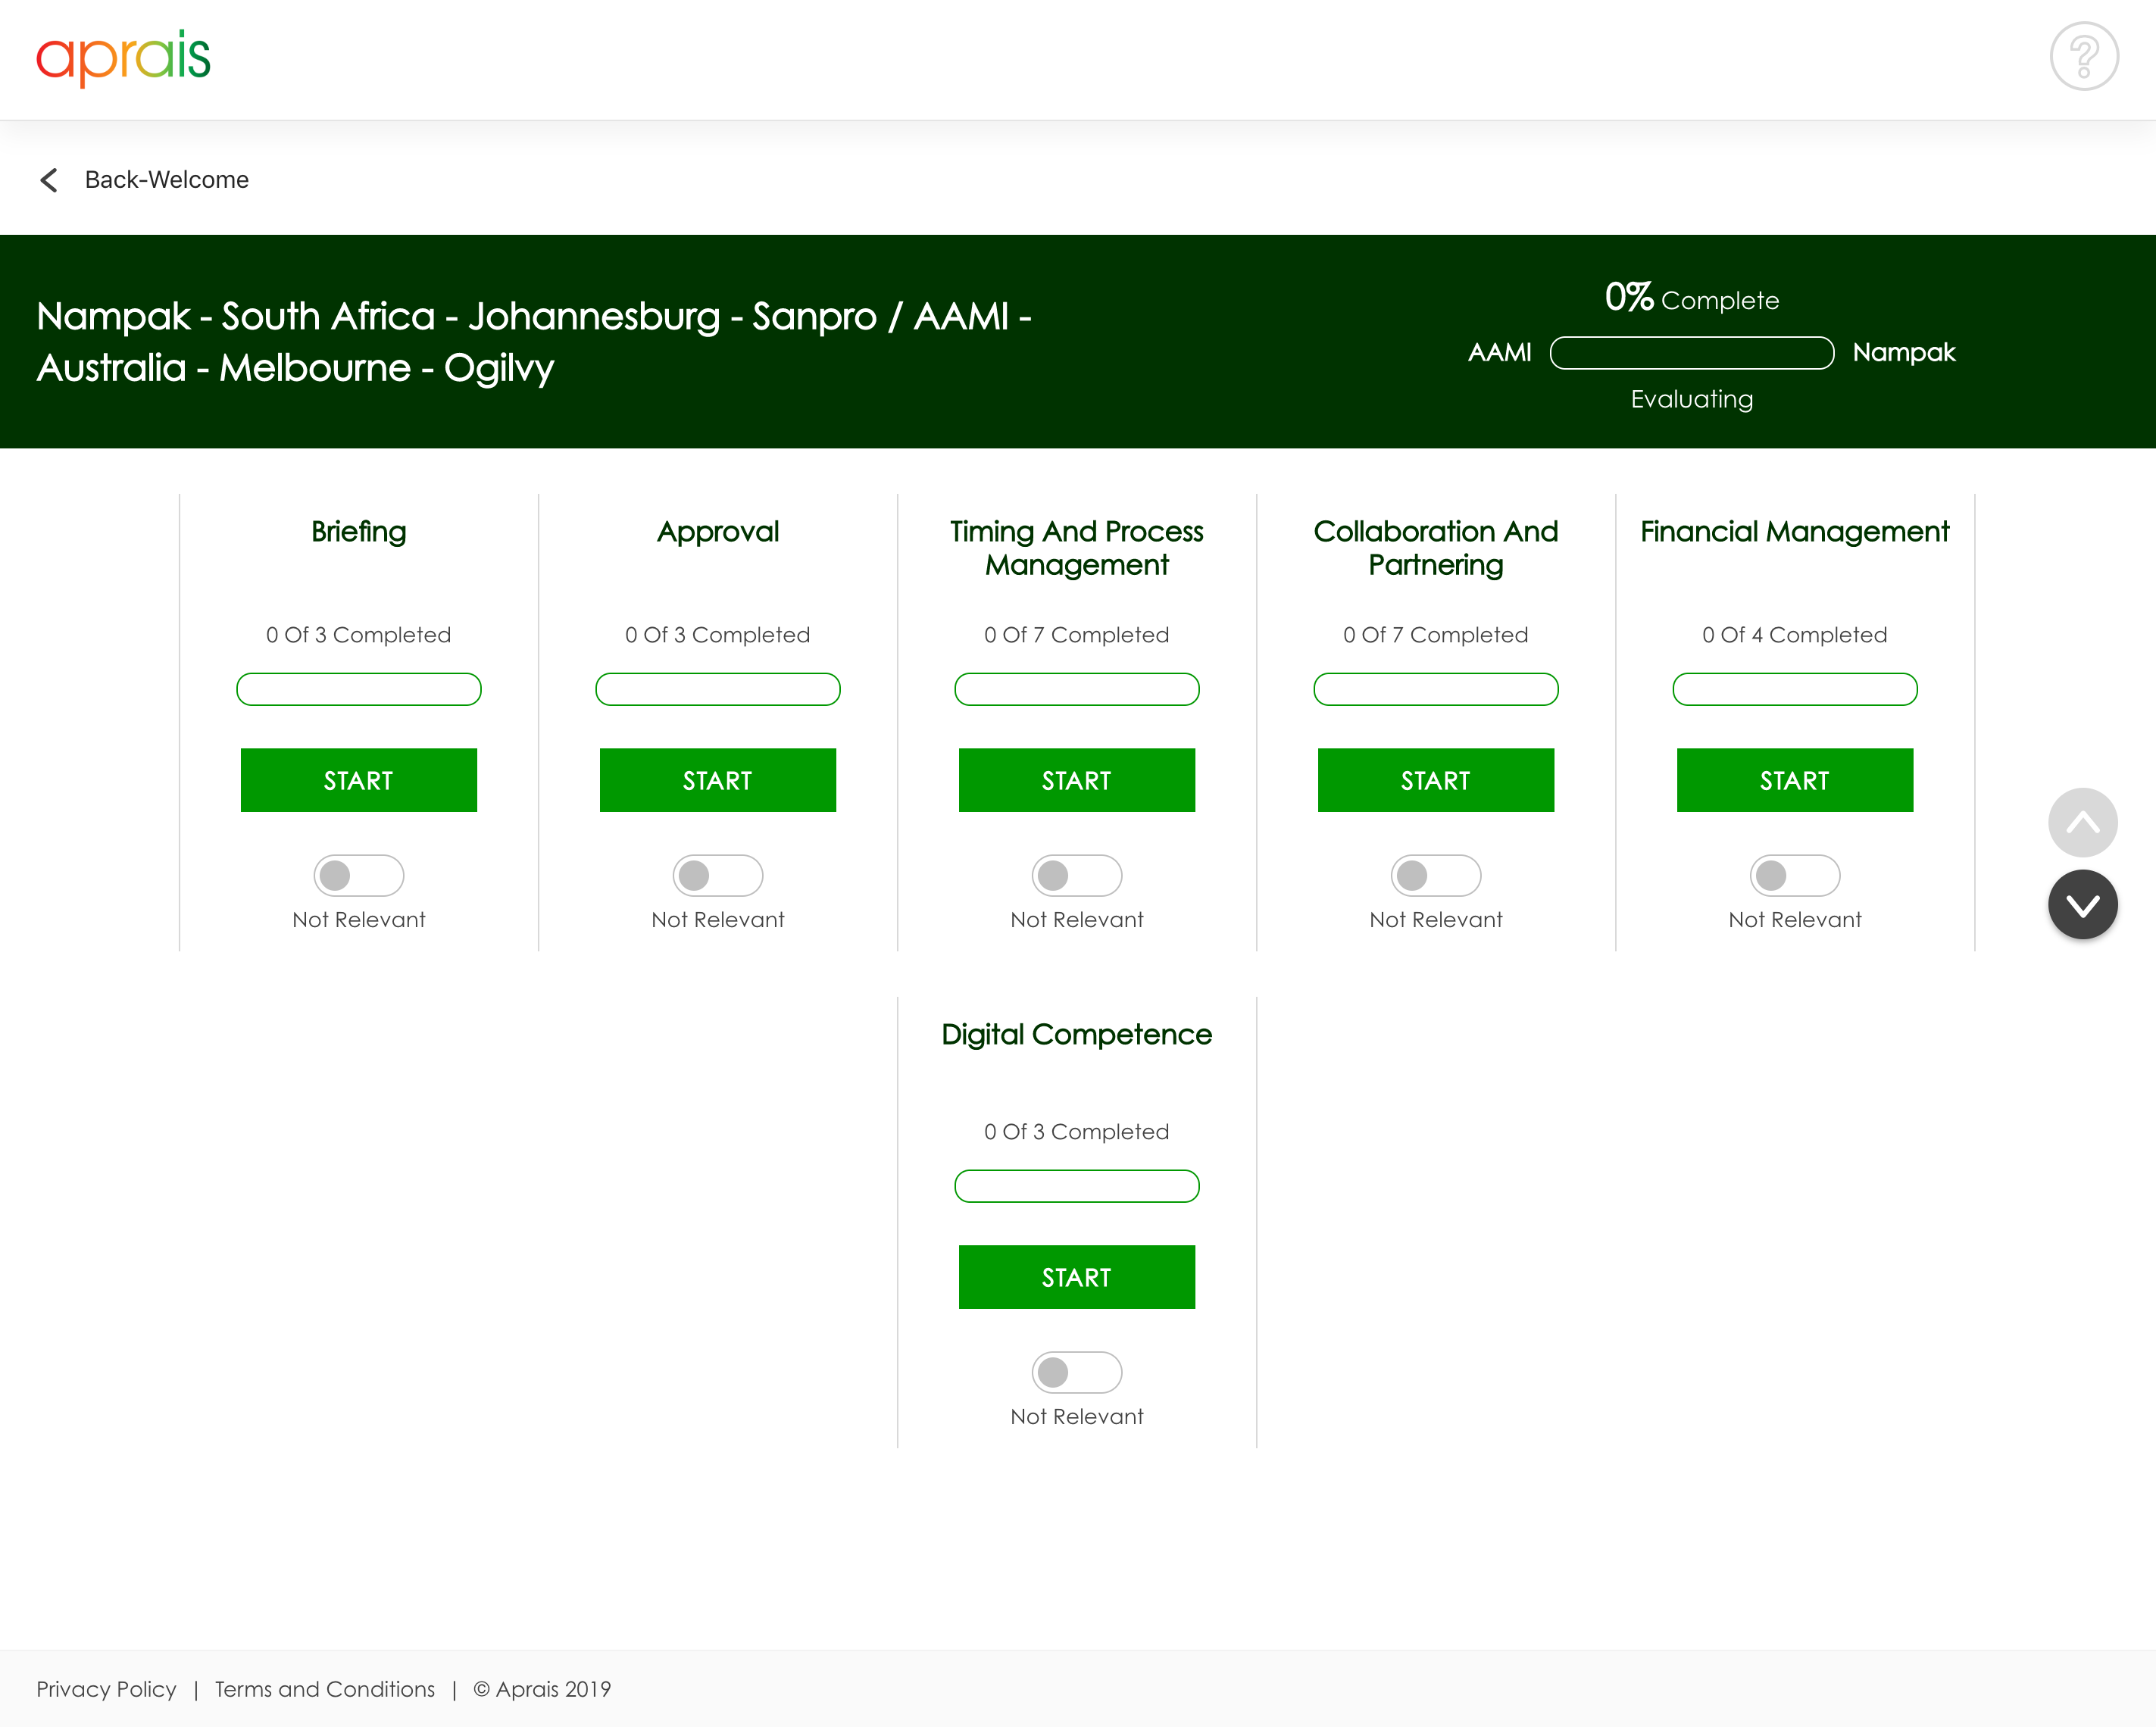 aprais
?
Back-Welcome
Nampak - South Africa - Johannesburg - Sanpro / AAMI -
Australia - Melbourne - Ogilvy
0% Complete
AAMI Nampak
Evaluating
Briefing
0 Of 3 Completed
START
Not Relevant
Approval
0 Of 3 Completed
START
Not Relevant
Timing And Process
Management
0 Of 7 Completed
START
Not Relevant
Collaboration And
Partnering
0 Of 7 Completed
START
Not Relevant
Financial Management
0 Of 4 Completed
START
Not Relevant
Digital Competence
0 Of 3 Completed
START
Not Relevant
Privacy Policy | Terms and Conditions | © Aprais 2019